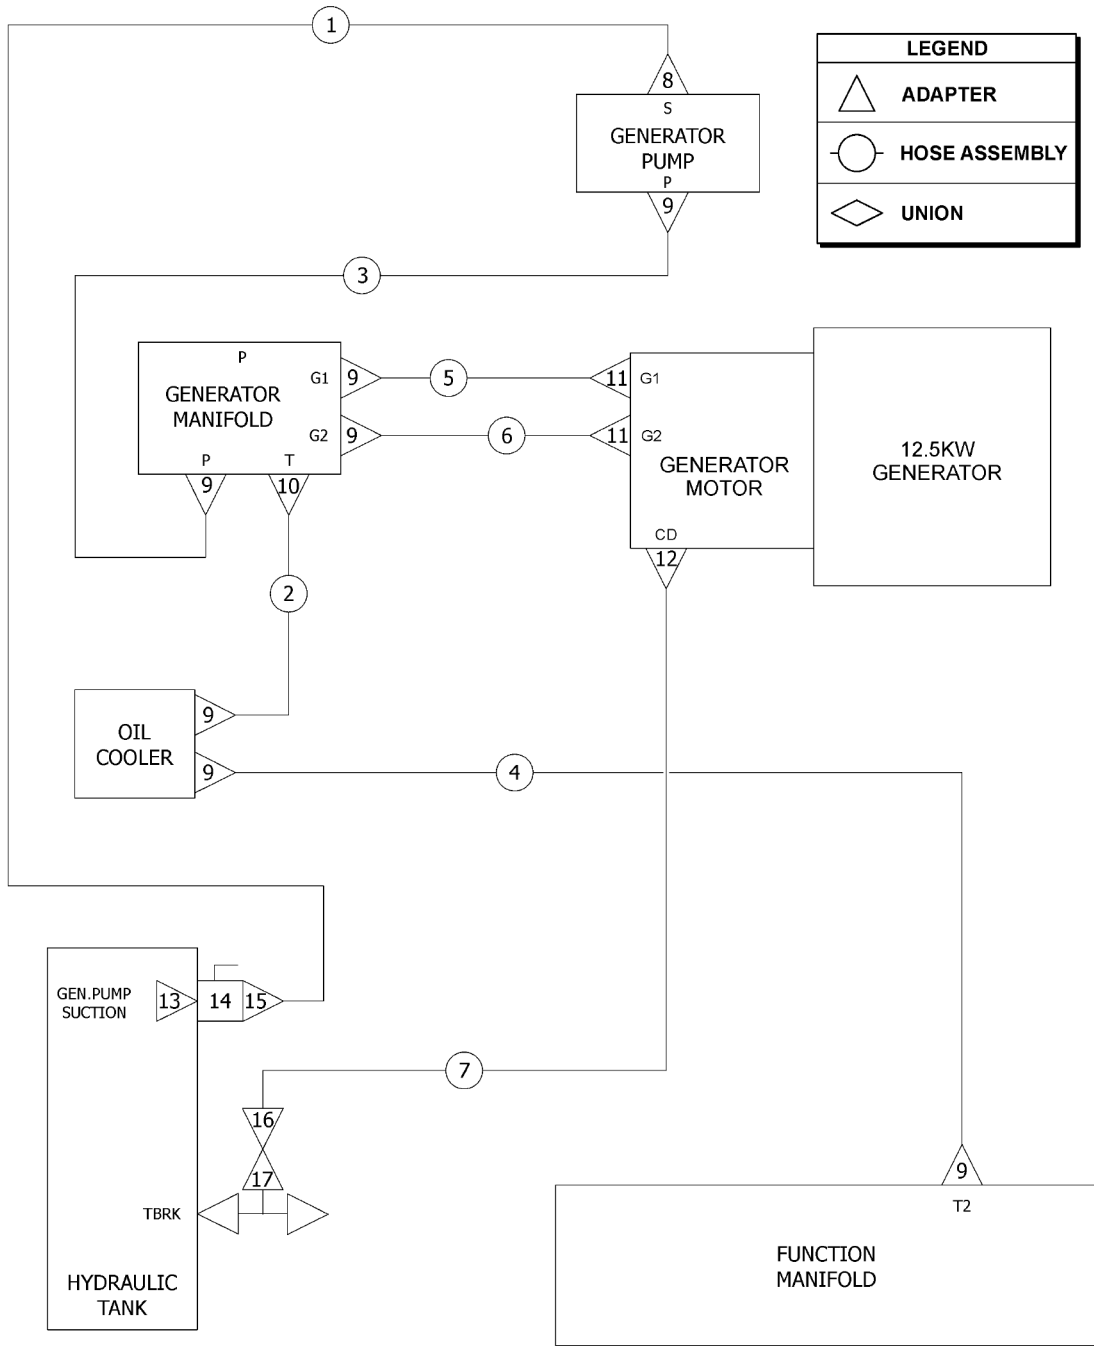 1
LEGEND
ADAPTER
HOSE ASSEMBLY
UNION
8
S
GENERATOR
PUMP
P
9
3
P
GENERATOR
MANIFOLD
G1
9
5
11
G1
G2
9
6
11
G2
P
T
9
10
GENERATOR
MOTOR
CD
12
12.5KW
GENERATOR
2
OIL
COOLER
9
9
4
GEN.PUMP
SUCTION
13
14
15
7
16
17
TBRK
HYDRAULIC
TANK
9
T2
FUNCTION
MANIFOLD